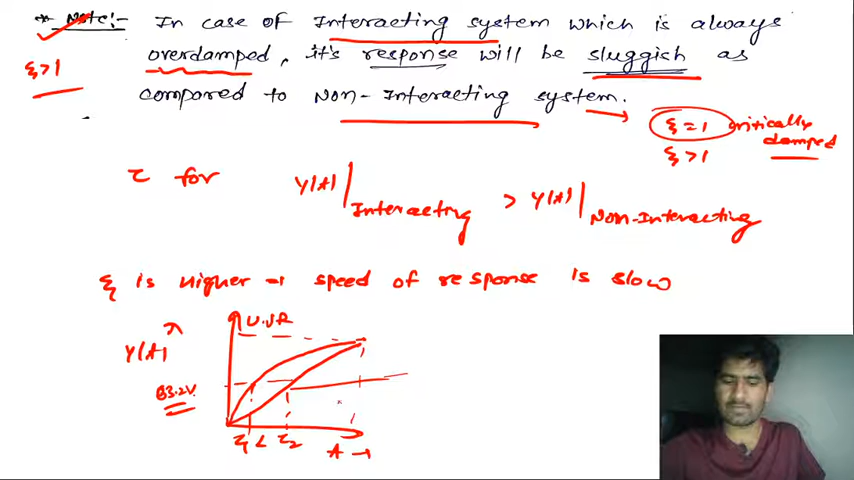 * Note:- In case of Interacting system which is always
overdamped, it's response will be sluggish as
ξ>1
compared to Non-Interacting system.
ξ=1 critically
damped
ξ>1
τ for Y(t)| Interacting > Y(t)| Non-Interacting
ξ is Higher → speed of response is slow
U.S.R
Y(t) ↑
63.2%
τ1 < τ2
t →